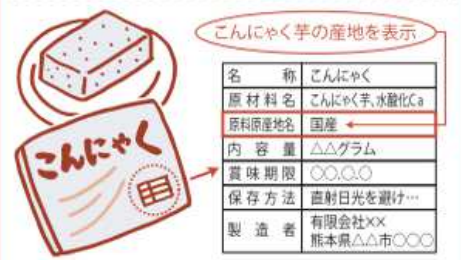 こんにゃく芋の産地を表示
名 称 こんにゃく
原材料名 こんにゃく芋、水酸化Ca
原料原産地名 国産
内容量 △△グラム
賞味期限 〇〇.〇.〇
保存方法 直射日光を避け…
製造者 有限会社××
熊本県△△市〇〇〇
こんにゃく